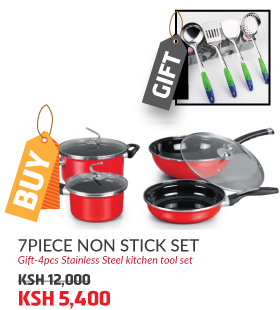 GIFT
BUY
7PIECE NON STICK SET
Gift-4pcs Stainless Steel kitchen tool set
KSH 12,000
KSH 5,400